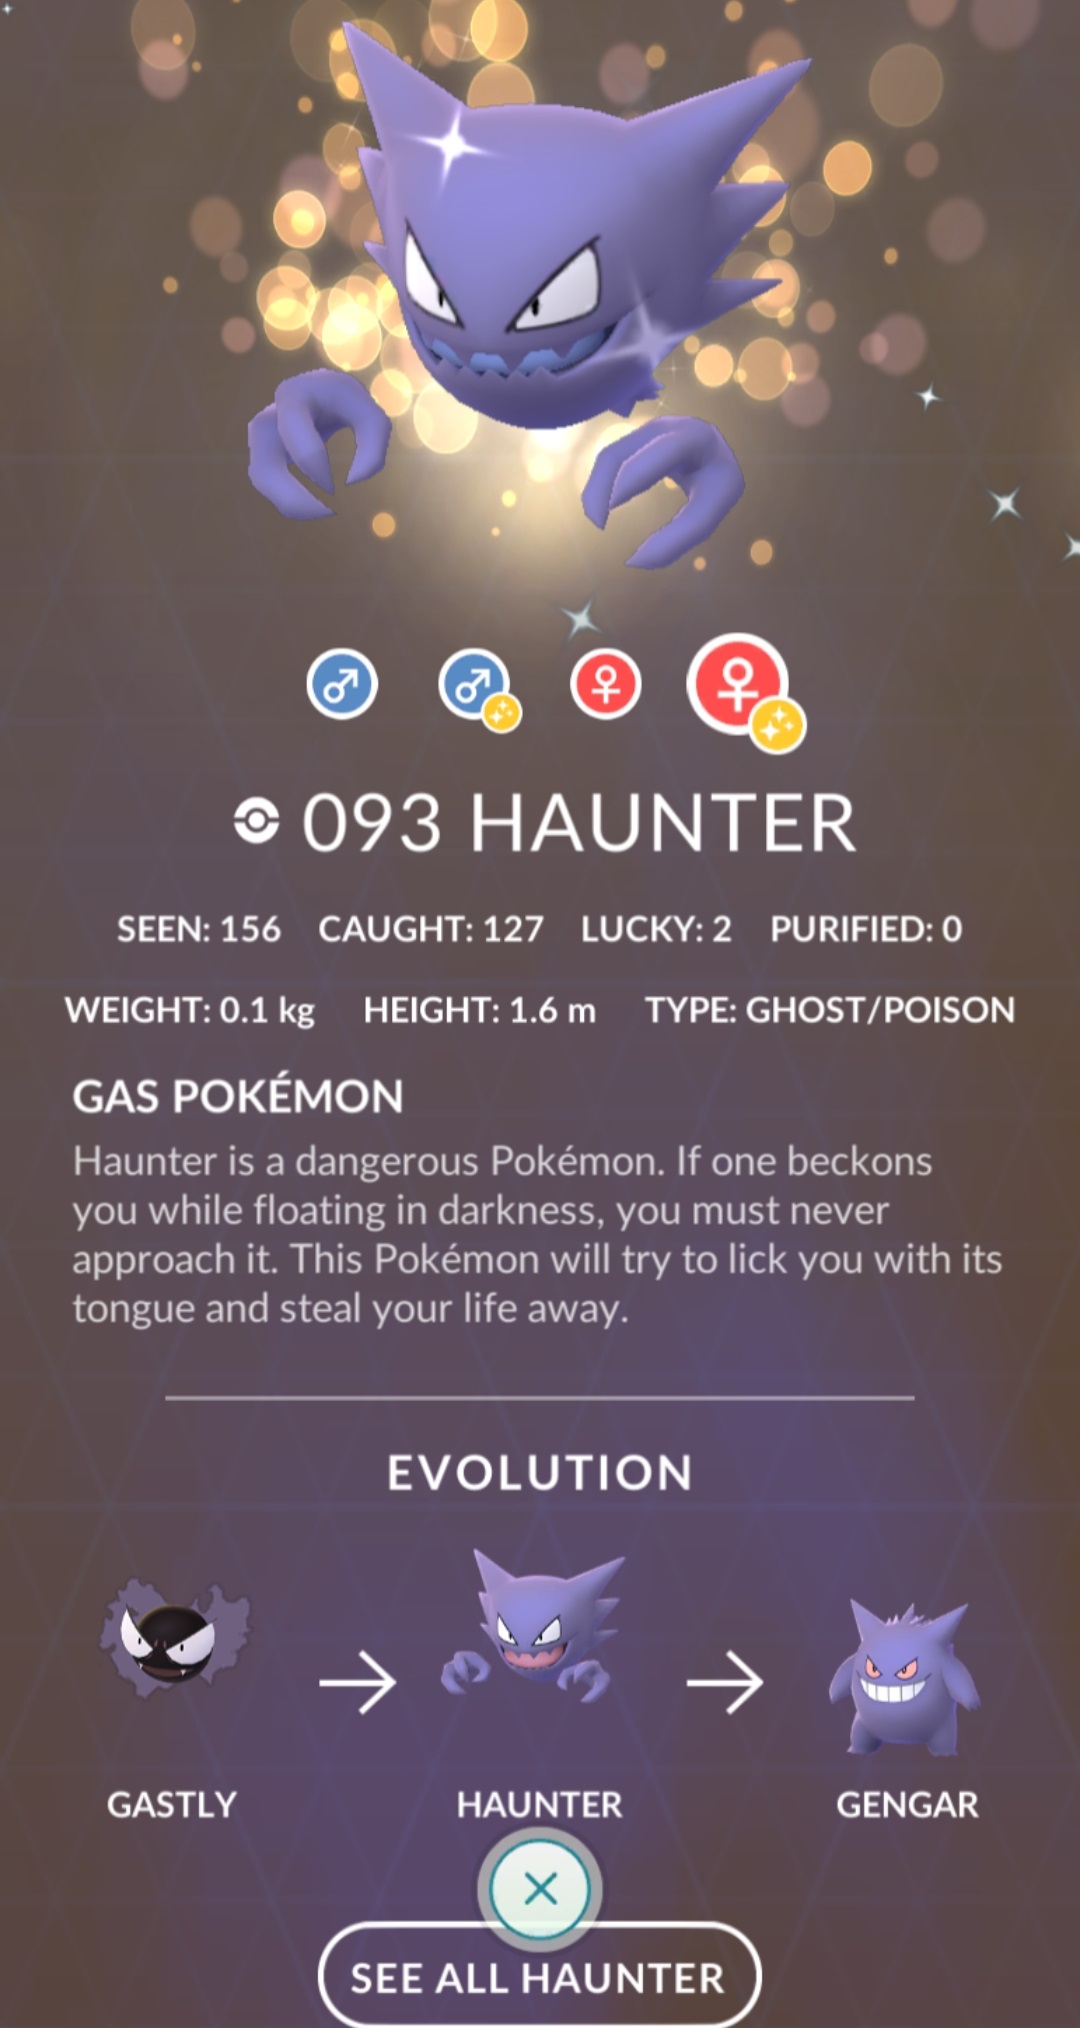 093 HAUNTER
SEEN: 156 CAUGHT: 127 LUCKY: 2 PURIFIED: 0
WEIGHT: 0.1 kg HEIGHT: 1.6 m TYPE: GHOST/POISON
GAS POKÉMON
Haunter is a dangerous Pokémon. If one beckons
you while floating in darkness, you must never
approach it. This Pokémon will try to lick you with its
tongue and steal your life away.
EVOLUTION
GASTLY HAUNTER GENGAR
SEE ALL HAUNTER